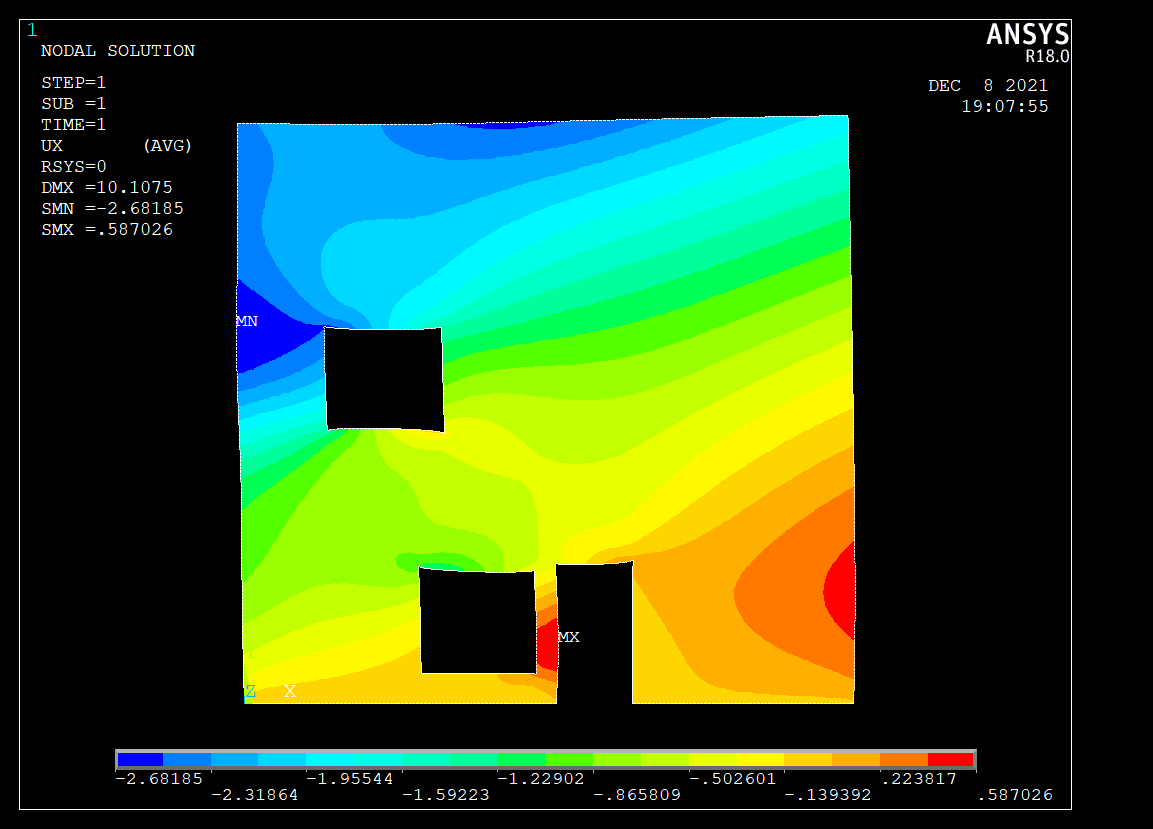 1
ANSYS
R18.0
NODAL SOLUTION
STEP=1
SUB =1
TIME=1
UX (AVG)
RSYS=0
DMX =10.1075
SMN =-2.68185
SMX =.587026
DEC 8 2021
19:07:55
MN
MX
Z X
-2.68185 -1.95544 -1.22902 -.502601 .223817
-2.31864 -1.59223 -.865809 -.139392 .587026